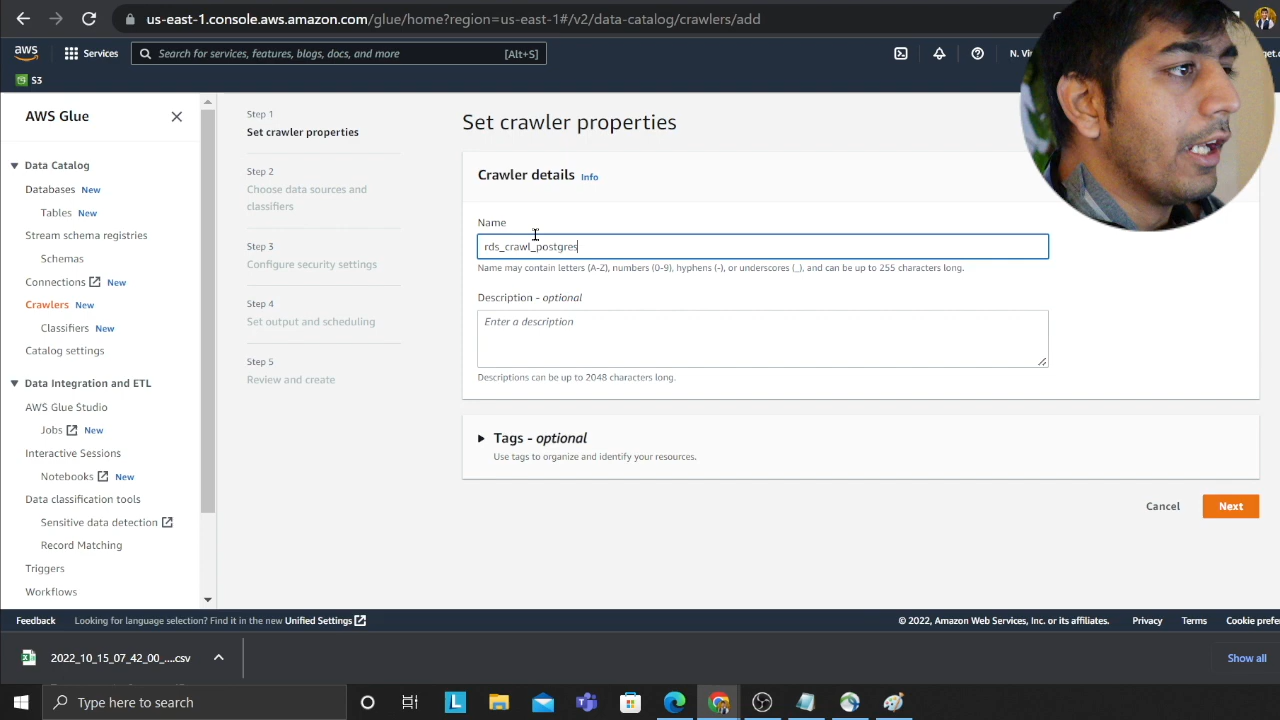 us-east-1.console.aws.amazon.com/glue/home?region=us-east-1#/v2/data-catalog/crawlers/add
aws
Services
Search for services, features, blogs, docs, and more
[Alt+S]
S3
AWS Glue
Data Catalog
Databases New
Tables New
Stream schema registries
Schemas
Connections New
Crawlers New
Classifiers New
Catalog settings
Data Integration and ETL
AWS Glue Studio
Jobs New
Interactive Sessions
Notebooks New
Data classification tools
Sensitive data detection
Record Matching
Triggers
Workflows
Step 1
Set crawler properties
Step 2
Choose data sources and
classifiers
Step 3
Configure security settings
Step 4
Set output and scheduling
Step 5
Review and create
Set crawler properties
Crawler details Info
Name
rds_crawl_postgres
Name may contain letters (A-Z), numbers (0-9), hyphens (-), or underscores (_), and can be up to 255 characters long.
Description - optional
Enter a description
Descriptions can be up to 2048 characters long.
Tags - optional
Use tags to organize and identify your resources.
Cancel
Next
Feedback
Looking for language selection? Find it in the new Unified Settings
© 2022, Amazon Web Services, Inc. or its affiliates.
Privacy
Terms
Cookie prefe
2022_10_15_07_42_00_....csv
Show all
Type here to search